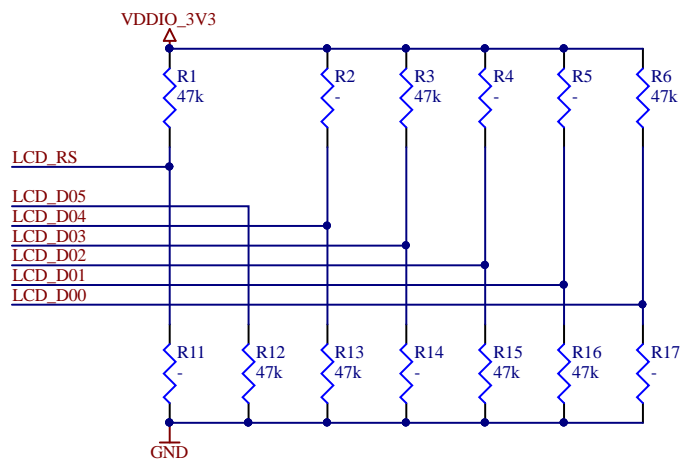 VDDIO_3V3
R1
47k
R2
-
R3
47k
R4
-
R5
-
R6
47k
LCD_RS
LCD_D05
LCD_D04
LCD_D03
LCD_D02
LCD_D01
LCD_D00
R11
-
R12
47k
R13
47k
R14
-
R15
47k
R16
47k
R17
-
GND